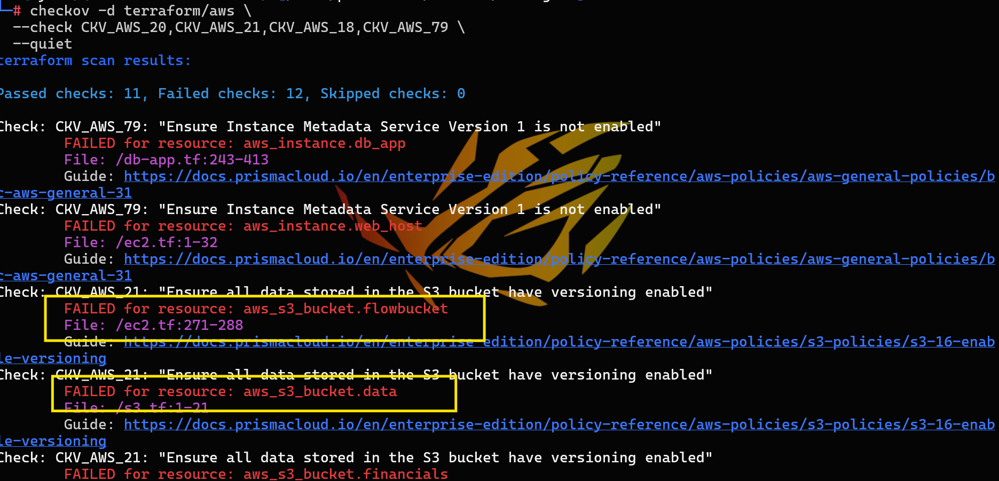 # checkov -d terraform/aws \
--check CKV_AWS_20,CKV_AWS_21,CKV_AWS_18,CKV_AWS_79 \
--quiet
terraform scan results:
Passed checks: 11, Failed checks: 12, Skipped checks: 0
Check: CKV_AWS_79: "Ensure Instance Metadata Service Version 1 is not enabled"
FAILED for resource: aws_instance.db_app
File: /db-app.tf:243-413
Guide: https://docs.prismacloud.io/en/enterprise-edition/policy-reference/aws-policies/aws-general-policies/b
c-aws-general-31
Check: CKV_AWS_79: "Ensure Instance Metadata Service Version 1 is not enabled"
FAILED for resource: aws_instance.web_host
File: /ec2.tf:1-32
Guide: https://docs.prismacloud.io/en/enterprise-edition/policy-reference/aws-policies/aws-general-policies/b
c-aws-general-31
Check: CKV_AWS_21: "Ensure all data stored in the S3 bucket have versioning enabled"
FAILED for resource: aws_s3_bucket.flowbucket
File: /ec2.tf:271-288
Guide: https://docs.prismacloud.io/en/enterprise-edition/policy-reference/aws-policies/s3-policies/s3-16-enab
le-versioning
Check: CKV_AWS_21: "Ensure all data stored in the S3 bucket have versioning enabled"
FAILED for resource: aws_s3_bucket.data
File: /s3.tf:1-21
Guide: https://docs.prismacloud.io/en/enterprise-edition/policy-reference/aws-policies/s3-policies/s3-16-enab
le-versioning
Check: CKV_AWS_21: "Ensure all data stored in the S3 bucket have versioning enabled"
FAILED for resource: aws_s3_bucket.financials